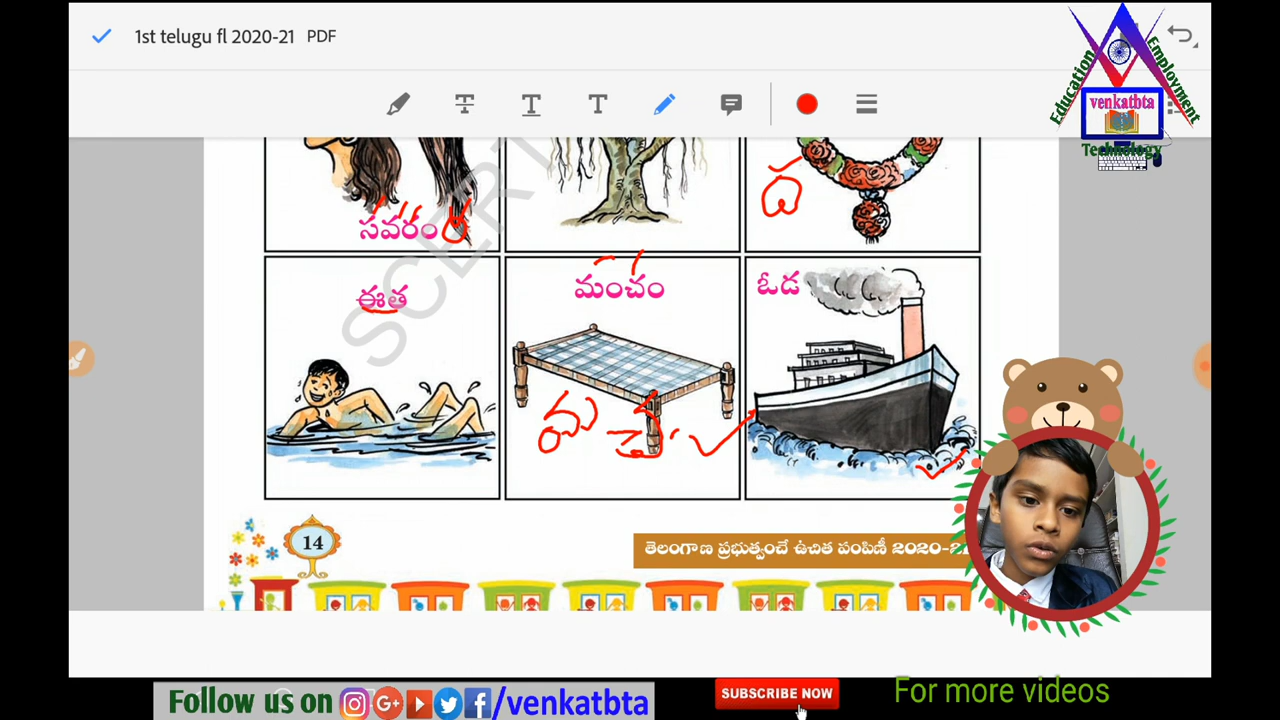 1st telugu fl 2020-21 PDF
Education
Employment
venkatbta
Technology
ద
సవరం ర
SCERT
ఈత
మంచం
ఓడ
మ
14
తెలంగాణ ప్రభుత్వంచే ఉచిత పంపిణీ 2020-21
Follow us on /venkatbta
SUBSCRIBE NOW
For more videos